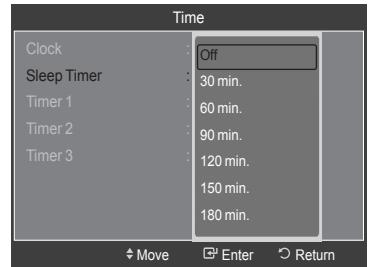 Time
Clock :
Off
Sleep Timer :
30 min.
Timer 1 :
60 min.
Timer 2 :
90 min.
Timer 3 :
120 min.
150 min.
180 min.
Move Enter Return